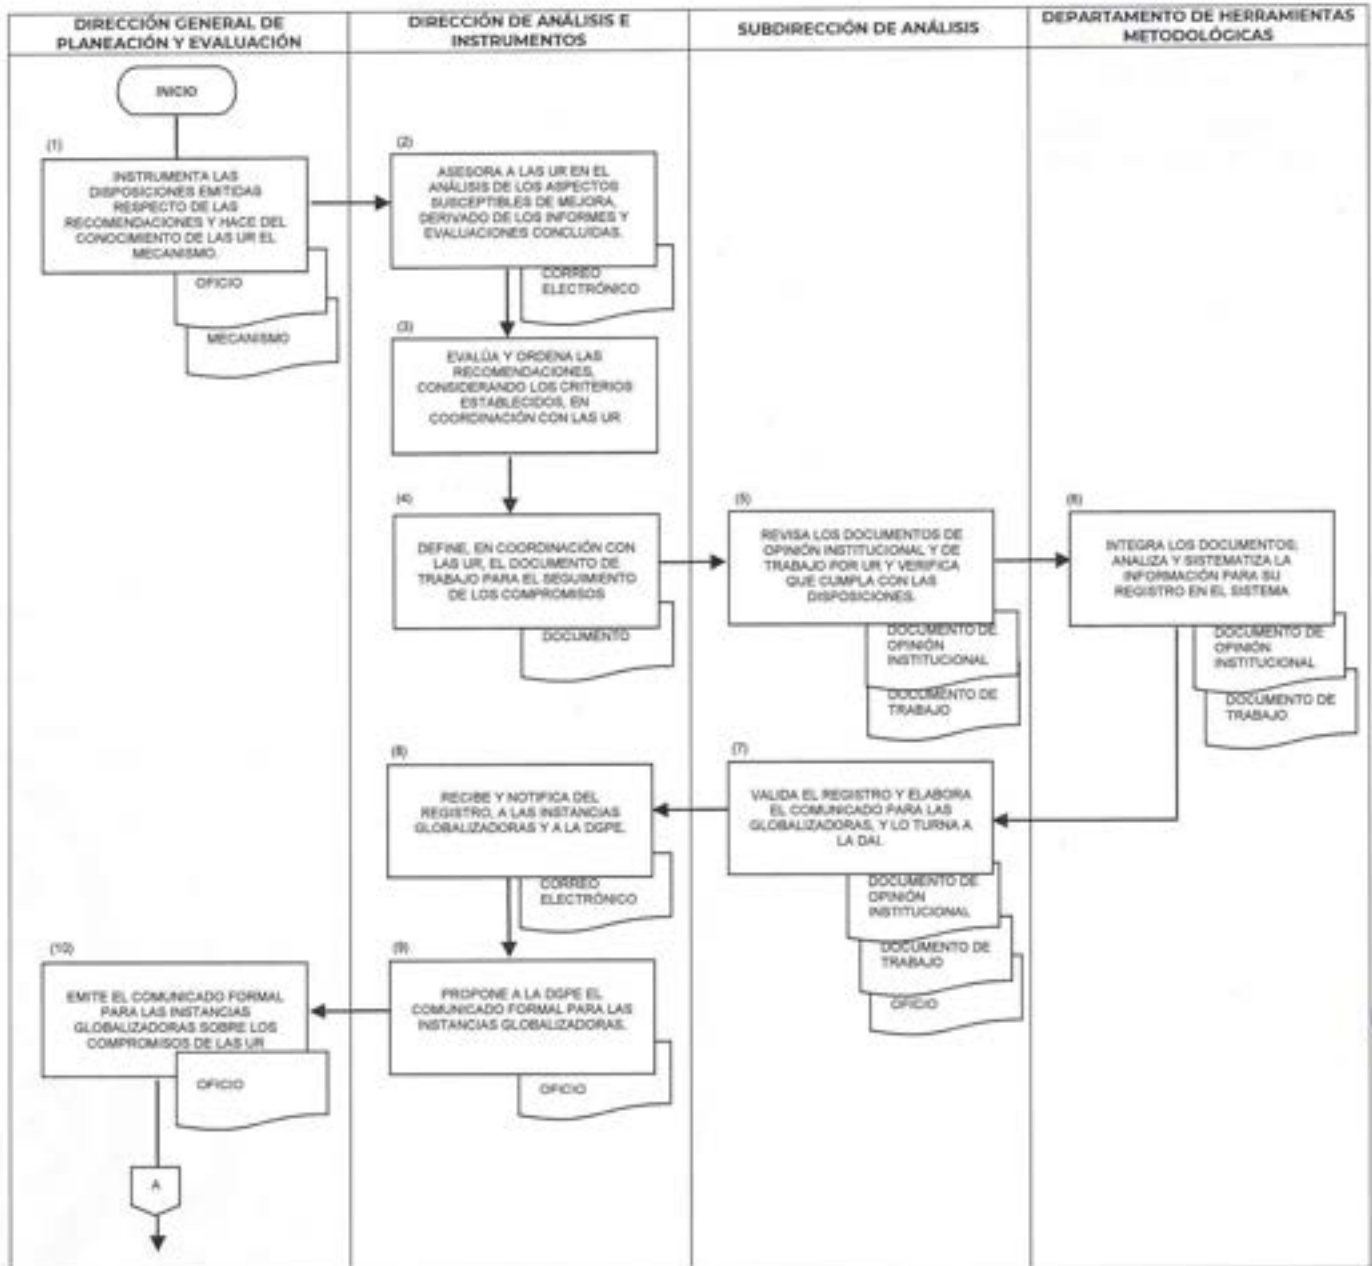 DIRECCIÓN GENERAL DE
PLANEACIÓN Y EVALUACIÓN
DIRECCIÓN DE ANÁLISIS E
INSTRUMENTOS
SUBDIRECCIÓN DE ANÁLISIS
DEPARTAMENTO DE HERRAMIENTAS
METODOLÓGICAS
INICIO
(1)
INSTRUMENTA LAS
DISPOSICIONES EMITIDAS
RESPECTO DE LAS
RECOMENDACIONES Y HACE DEL
CONOCIMIENTO DE LAS UR EL
MECANISMO.
OFICIO
MECANISMO
(2)
ASESORA A LAS UR EN EL
ANÁLISIS DE LOS ASPECTOS
SUSCEPTIBLES DE MEJORA,
DERIVADO DE LOS INFORMES Y
EVALUACIONES CONCLUIDAS.
CORREO
ELECTRÓNICO
(3)
EVALÚA Y ORDENA LAS
RECOMENDACIONES,
CONSIDERANDO LOS CRITERIOS
ESTABLECIDOS, EN
COORDINACIÓN CON LAS UR
(4)
DEFINE, EN COORDINACIÓN CON
LAS UR, EL DOCUMENTO DE
TRABAJO PARA EL SEGUIMIENTO
DE LOS COMPROMISOS
DOCUMENTO
(5)
REVISA LOS DOCUMENTOS DE
OPINIÓN INSTITUCIONAL Y DE
TRABAJO POR UR Y VERIFICA
QUE CUMPLA CON LAS
DISPOSICIONES.
DOCUMENTO DE
OPINIÓN
INSTITUCIONAL
DOCUMENTO DE
TRABAJO
(6)
INTEGRA LOS DOCUMENTOS,
ANALIZA Y SISTEMATIZA LA
INFORMACIÓN PARA SU
REGISTRO EN EL SISTEMA
DOCUMENTO DE
OPINIÓN
INSTITUCIONAL
DOCUMENTO DE
TRABAJO
(7)
VALIDA EL REGISTRO Y ELABORA
EL COMUNICADO PARA LAS
GLOBALIZADORAS, Y LO TURNA A
LA DAI.
DOCUMENTO DE
OPINIÓN
INSTITUCIONAL
DOCUMENTO DE
TRABAJO
OFICIO
(8)
RECIBE Y NOTIFICA DEL
REGISTRO, A LAS INSTANCIAS
GLOBALIZADORAS Y A LA DGPE.
CORREO
ELECTRÓNICO
(9)
PROPONE A LA DGPE EL
COMUNICADO FORMAL PARA LAS
INSTANCIAS GLOBALIZADORAS.
OFICIO
(10)
EMITE EL COMUNICADO FORMAL
PARA LAS INSTANCIAS
GLOBALIZADORAS SOBRE LOS
COMPROMISOS DE LAS UR
OFICIO
A